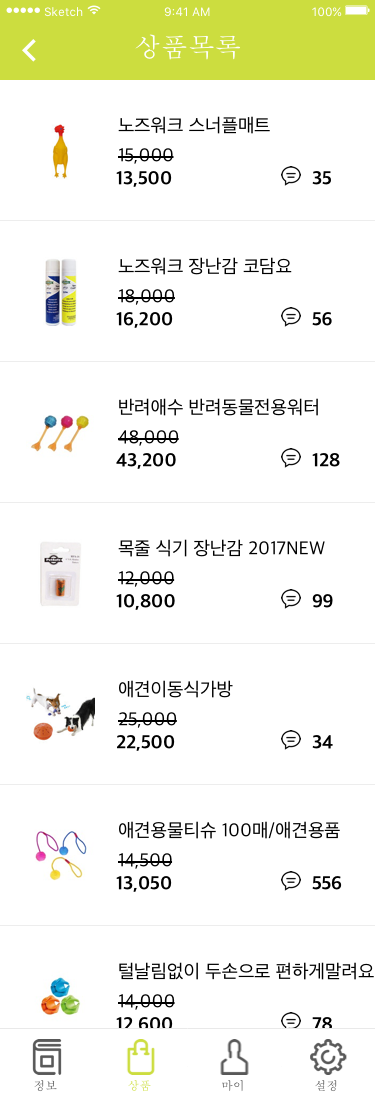 Sketch 9:41 AM 100%
상품목록
노즈워크 스너플매트
15,000
13,500 35
노즈워크 장난감 코담요
18,000
16,200 56
반려애수 반려동물전용워터
48,000
43,200 128
목줄 식기 장난감 2017NEW
12,000
10,800 99
애견이동식가방
25,000
22,500 34
애견용물티슈 100매/애견용품
14,500
13,050 556
털날림없이 두손으로 편하게말려요
14,000
12,600 78
정보 상품 마이 설정